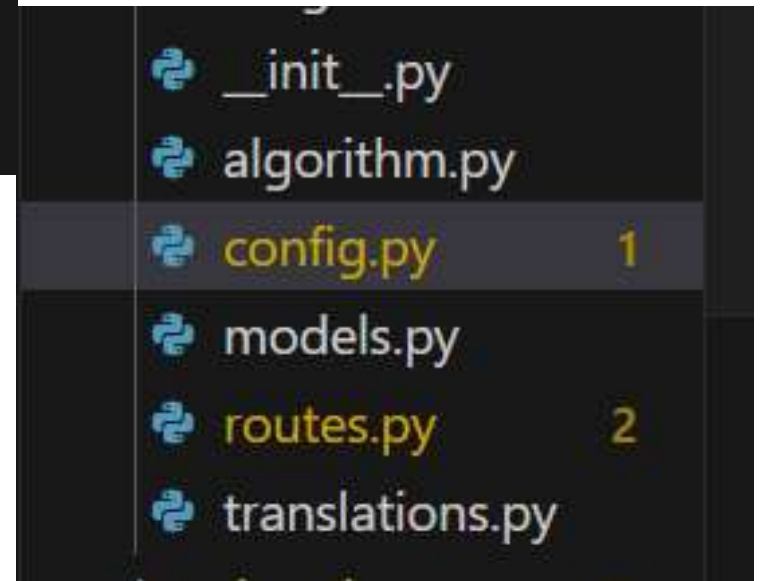 __init__.py
algorithm.py
config.py 1
models.py
routes.py 2
translations.py